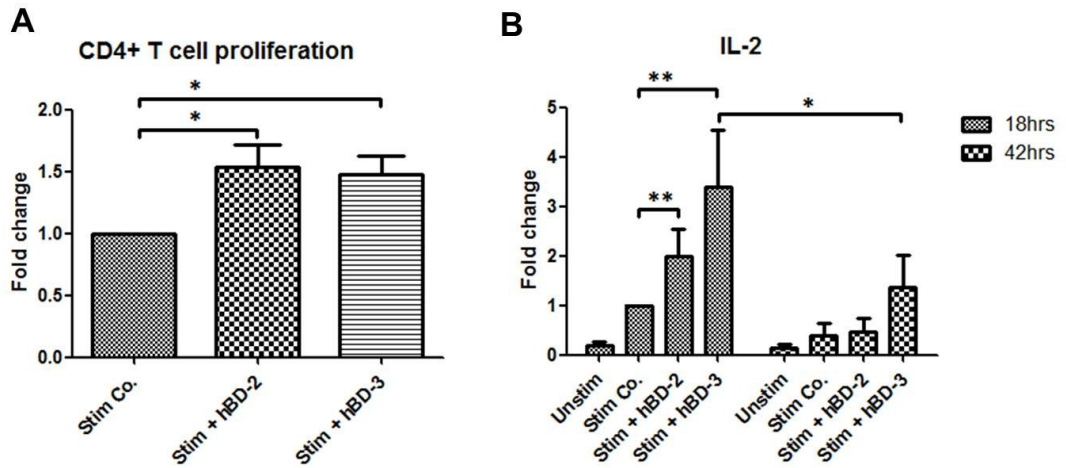 A
CD4+ T cell proliferation
*
*
Fold change
2.0
1.5
1.0
0.5
0.0
Stim Co.
Stim + hBD-2
Stim + hBD-3
B
IL-2
**
*
**
Fold change
5
4
3
2
1
0
Unstim
Stim Co.
Stim + hBD-2
Stim + hBD-3
Unstim
Stim Co.
Stim + hBD-2
Stim + hBD-3
18hrs
42hrs